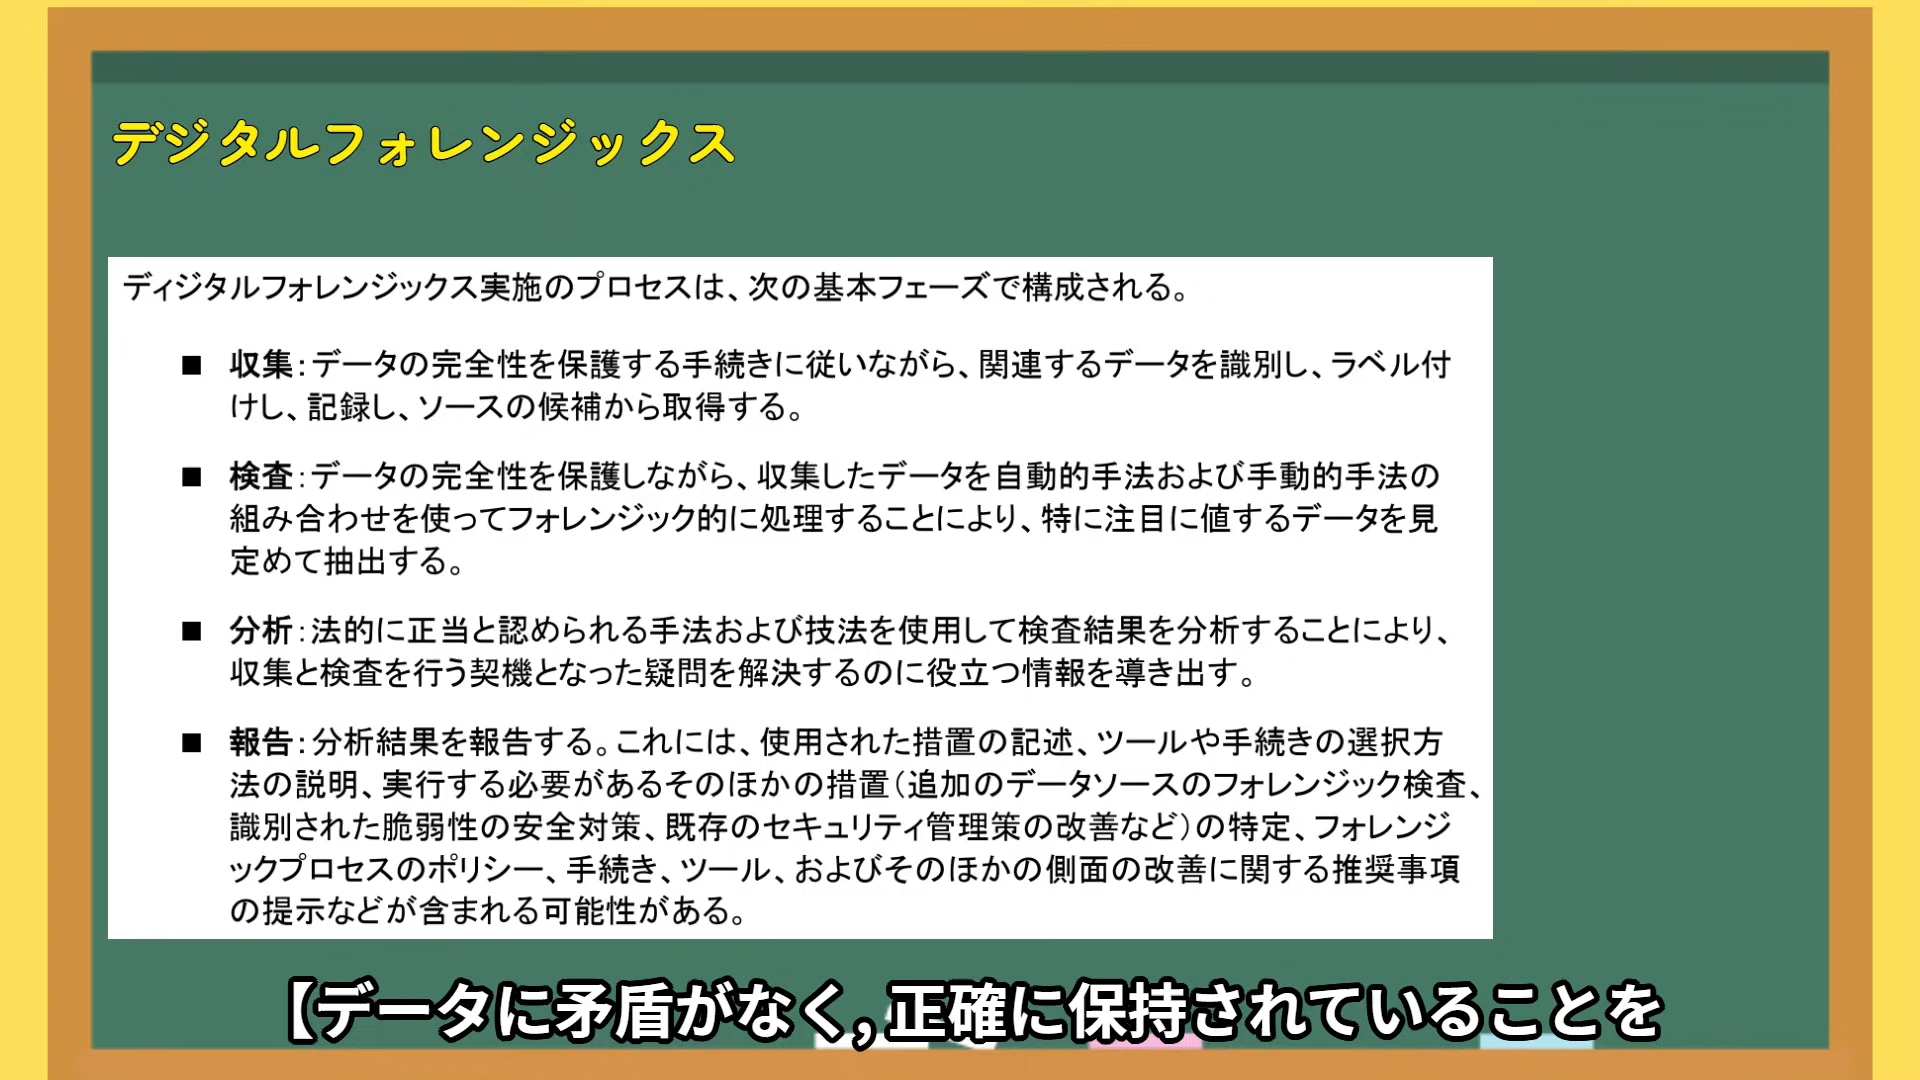 デジタルフォレンジックス
ディジタルフォレンジックス実施のプロセスは、次の基本フェーズで構成される。
■ 収集：データの完全性を保護する手続きに従いながら、関連するデータを識別し、ラベル付
けし、記録し、ソースの候補から取得する。
■ 検査：データの完全性を保護しながら、収集したデータを自動的手法および手動的手法の
組み合わせを使ってフォレンジック的に処理することにより、特に注目に値するデータを見
定めて抽出する。
■ 分析：法的に正当と認められる手法および技法を使用して検査結果を分析することにより、
収集と検査を行う契機となった疑問を解決するのに役立つ情報を導き出す。
■ 報告：分析結果を報告する。これには、使用された措置の記述、ツールや手続きの選択方
法の説明、実行する必要があるそのほかの措置（追加のデータソースのフォレンジック検査、
識別された脆弱性の安全対策、既存のセキュリティ管理策の改善など）の特定、フォレンジ
ックプロセスのポリシー、手続き、ツール、およびそのほかの側面の改善に関する推奨事項
の提示などが含まれる可能性がある。
【データに矛盾がなく，正確に保持されていることを